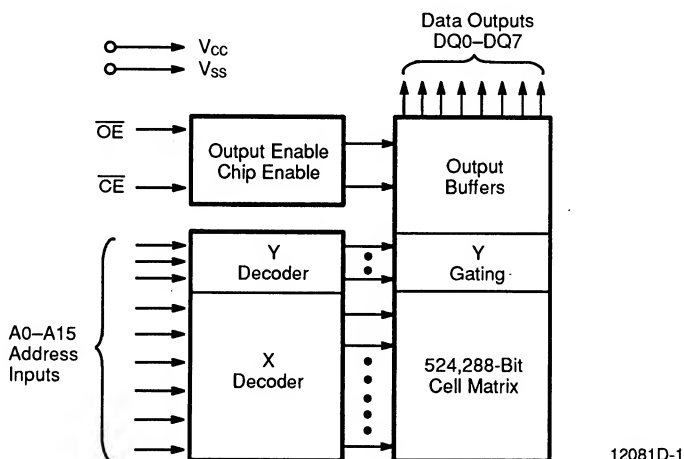 Data Outputs
DQ0–DQ7
VCC
VSS
OE
CE
Output Enable
Chip Enable
Output
Buffers
Y
Decoder
Y
Gating
A0–A15
Address
Inputs
X
Decoder
524,288-Bit
Cell Matrix
12081D-1